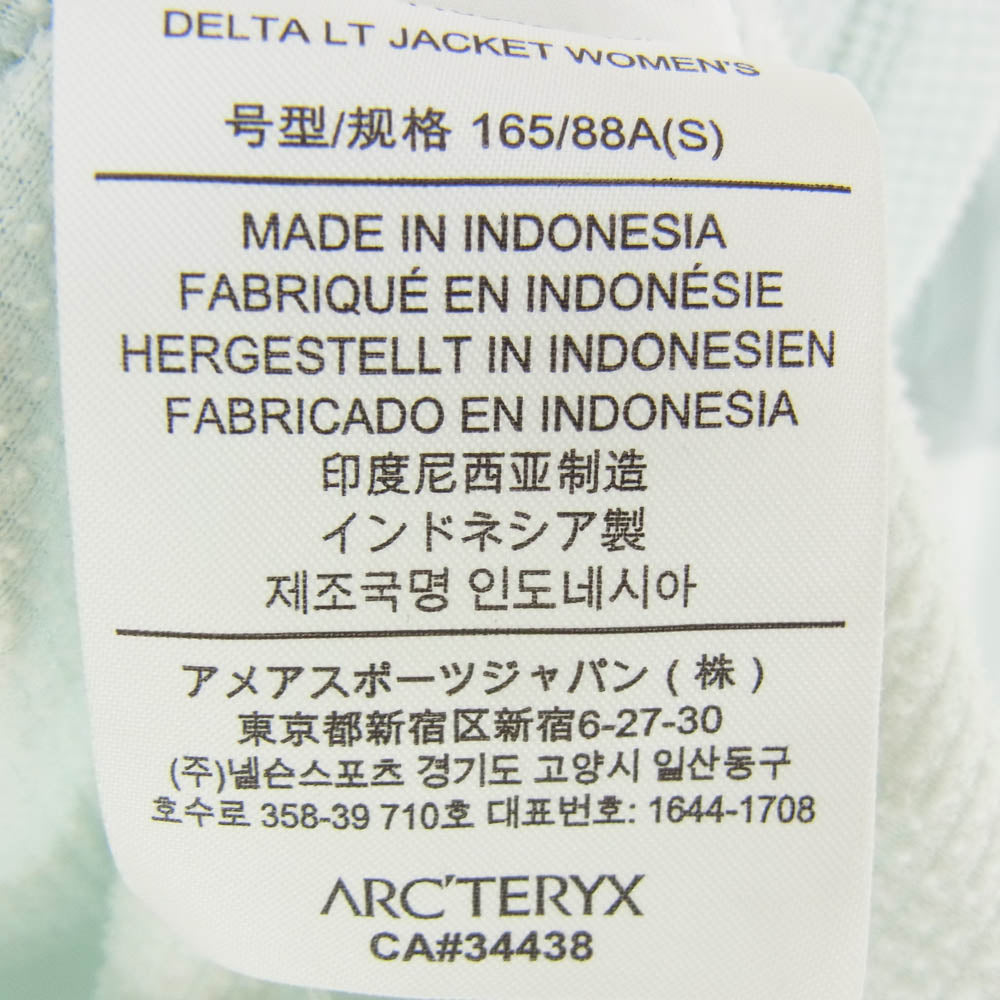 DELTA LT JACKET WOMEN'S
号型/规格 165/88A(S)
MADE IN INDONESIA
FABRIQUÉ EN INDONÉSIE
HERGESTELLT IN INDONESIEN
FABRICADO EN INDONESIA
印度尼西亚制造
インドネシア製
제조국명 인도네시아
アメアスポーツジャパン(株)
東京都新宿区新宿6-27-30
(주)넬슨스포츠 경기도 고양시 일산동구
호수로 358-39 710호 대표번호: 1644-1708
ARC'TERYX
CA#34438